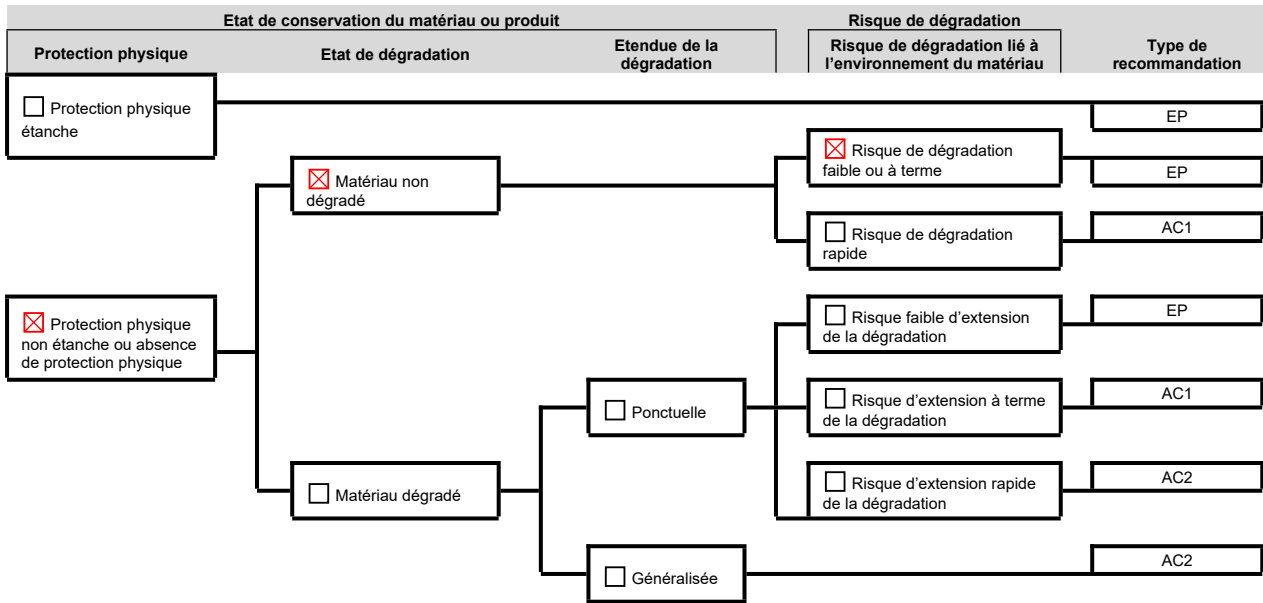 Etat de conservation du matériau ou produit
Risque de dégradation
Protection physique
Etat de dégradation
Etendue de la
dégradation
Risque de dégradation lié à
l'environnement du matériau
Type de
recommandation
Protection physique
étanche
EP
Matériau non
dégradé
Risque de dégradation
faible ou à terme
EP
Risque de dégradation
rapide
AC1
Protection physique
non étanche ou absence
de protection physique
Risque faible d'extension
de la dégradation
EP
Ponctuelle
Risque d'extension à terme
de la dégradation
AC1
Matériau dégradé
Risque d'extension rapide
de la dégradation
AC2
Généralisée
AC2